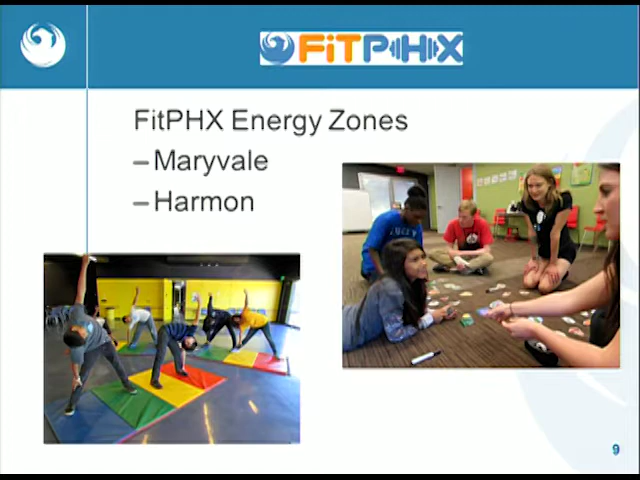 FiTPHX
FitPHX Energy Zones
– Maryvale
– Harmon
9